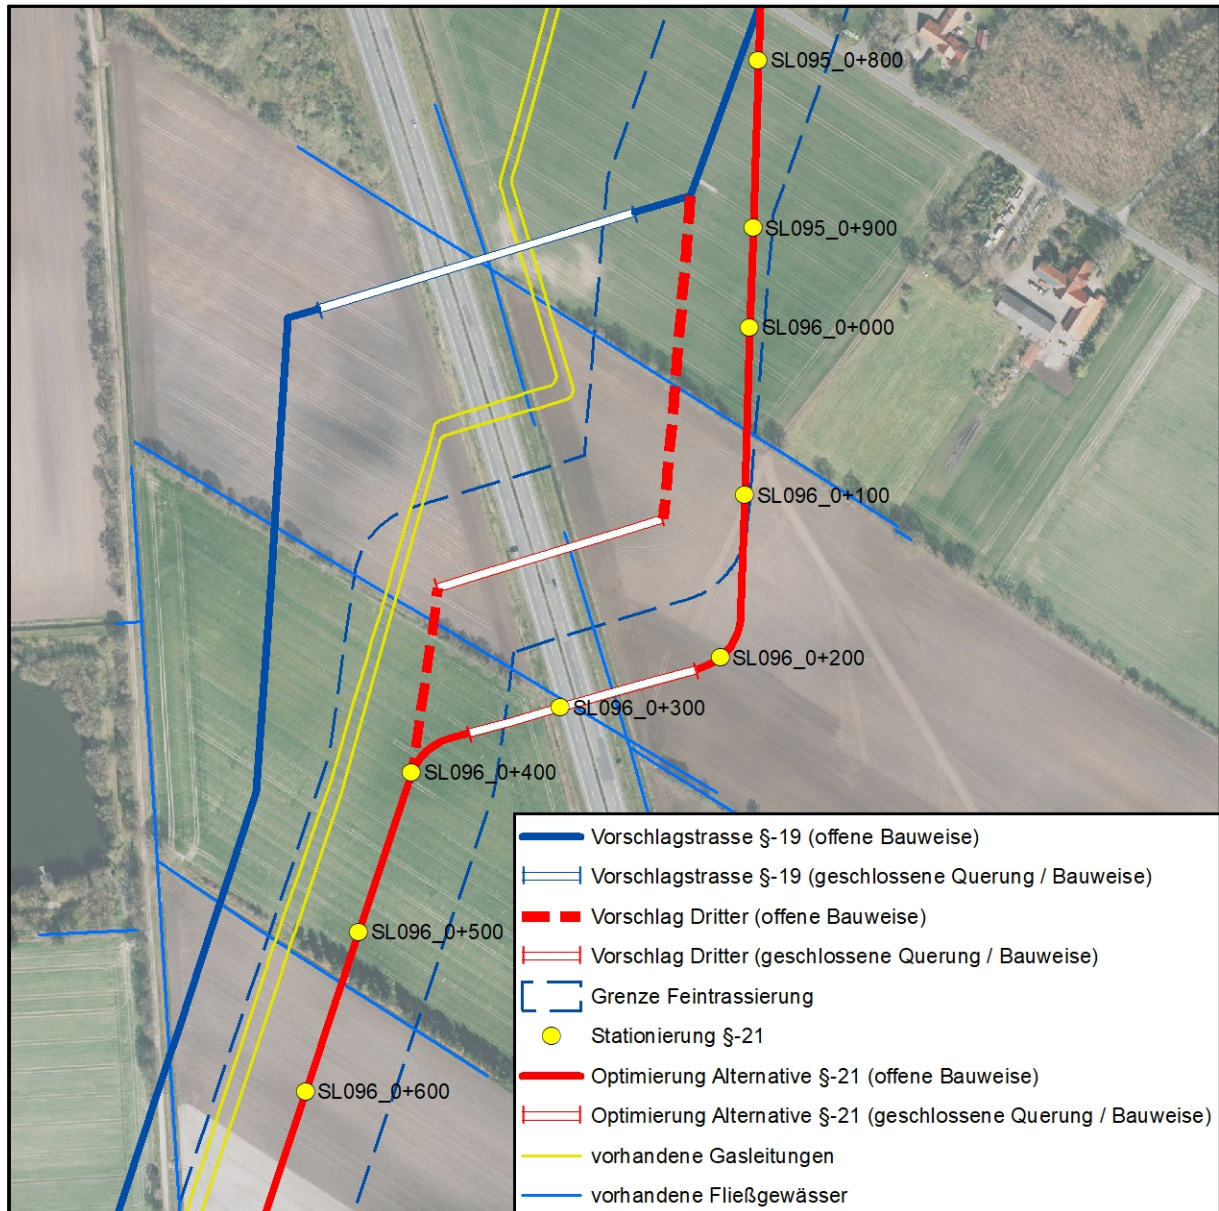 SL095_0+800
SL095_0+900
SL096_0+000
SL096_0+100
SL096_0+200
SL096_0+300
SL096_0+400
SL096_0+500
SL096_0+600
Vorschlagstrasse §-19 (offene Bauweise)
Vorschlagstrasse §-19 (geschlossene Querung / Bauweise)
Vorschlag Dritter (offene Bauweise)
Vorschlag Dritter (geschlossene Querung / Bauweise)
Grenze Feintrassierung
Stationierung §-21
Optimierung Alternative §-21 (offene Bauweise)
Optimierung Alternative §-21 (geschlossene Querung / Bauweise)
vorhandene Gasleitungen
vorhandene Fließgewässer